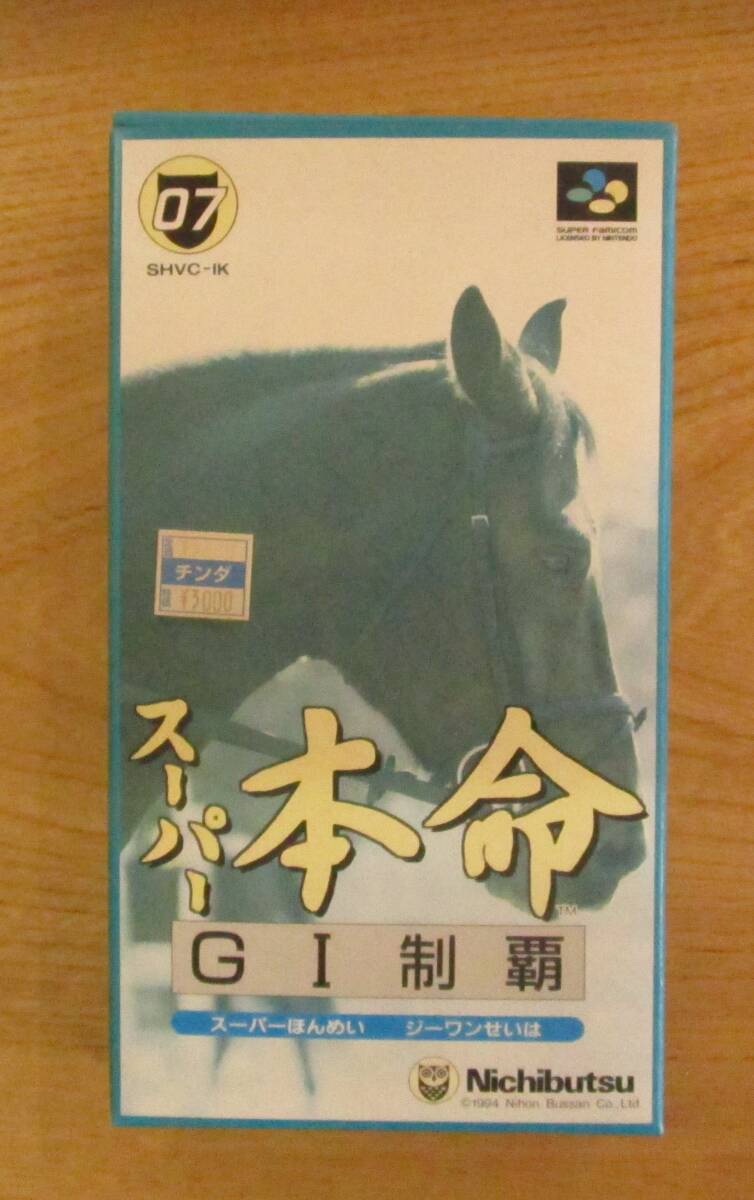 07
SHVC-IK
SUPER FAMICOM
LICENSED BY NINTENDO
チンダ
¥3000
スーパー本命
TM
GI制覇
スーパーほんめい ジーワンせいは
Nichibutsu
©1994 Nihon Bussan Co., Ltd.